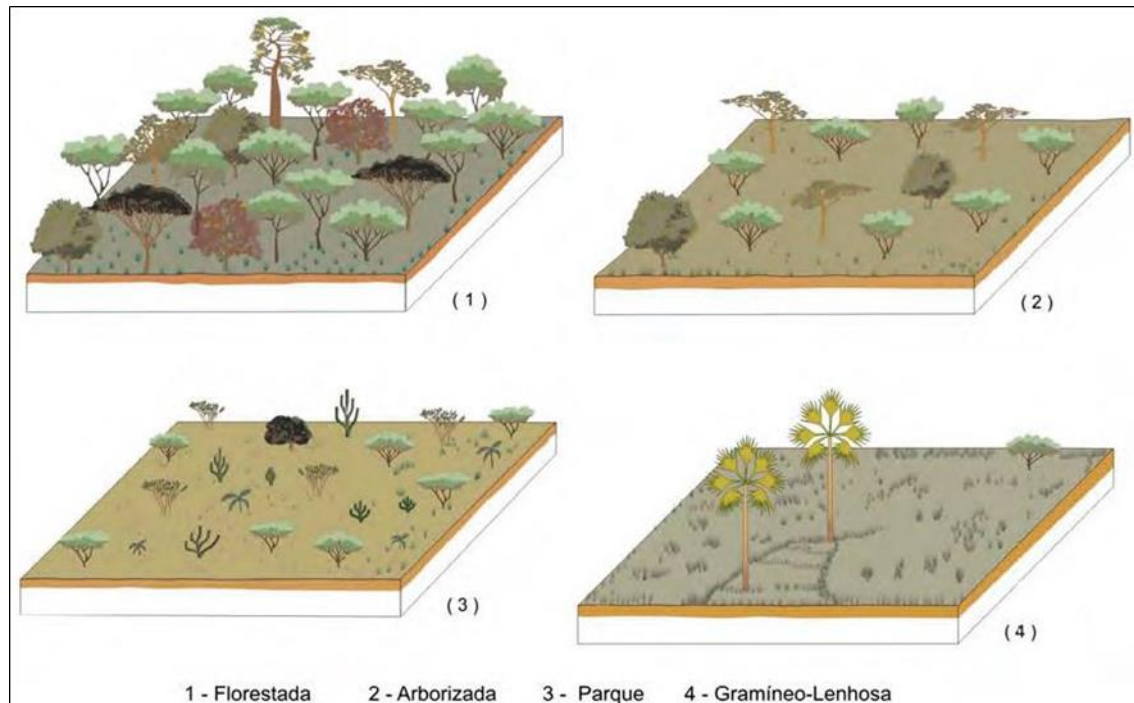 ( 1 )
( 2 )
( 3 )
( 4 )
1 - Florestada 2 - Arborizada 3 - Parque 4 - Gramíneo-Lenhosa